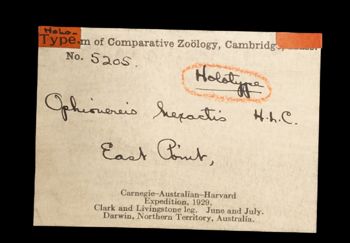 Holo-
Type
m of Comparative Zoölogy, Cambridge,
No. 5205.
Holotype
Ophionereis hexactis H.L.C.
East Point,
Carnegie-Australian-Harvard
Expedition, 1929,
Clark and Livingstone leg. June and July.
Darwin, Northern Territory, Australia.